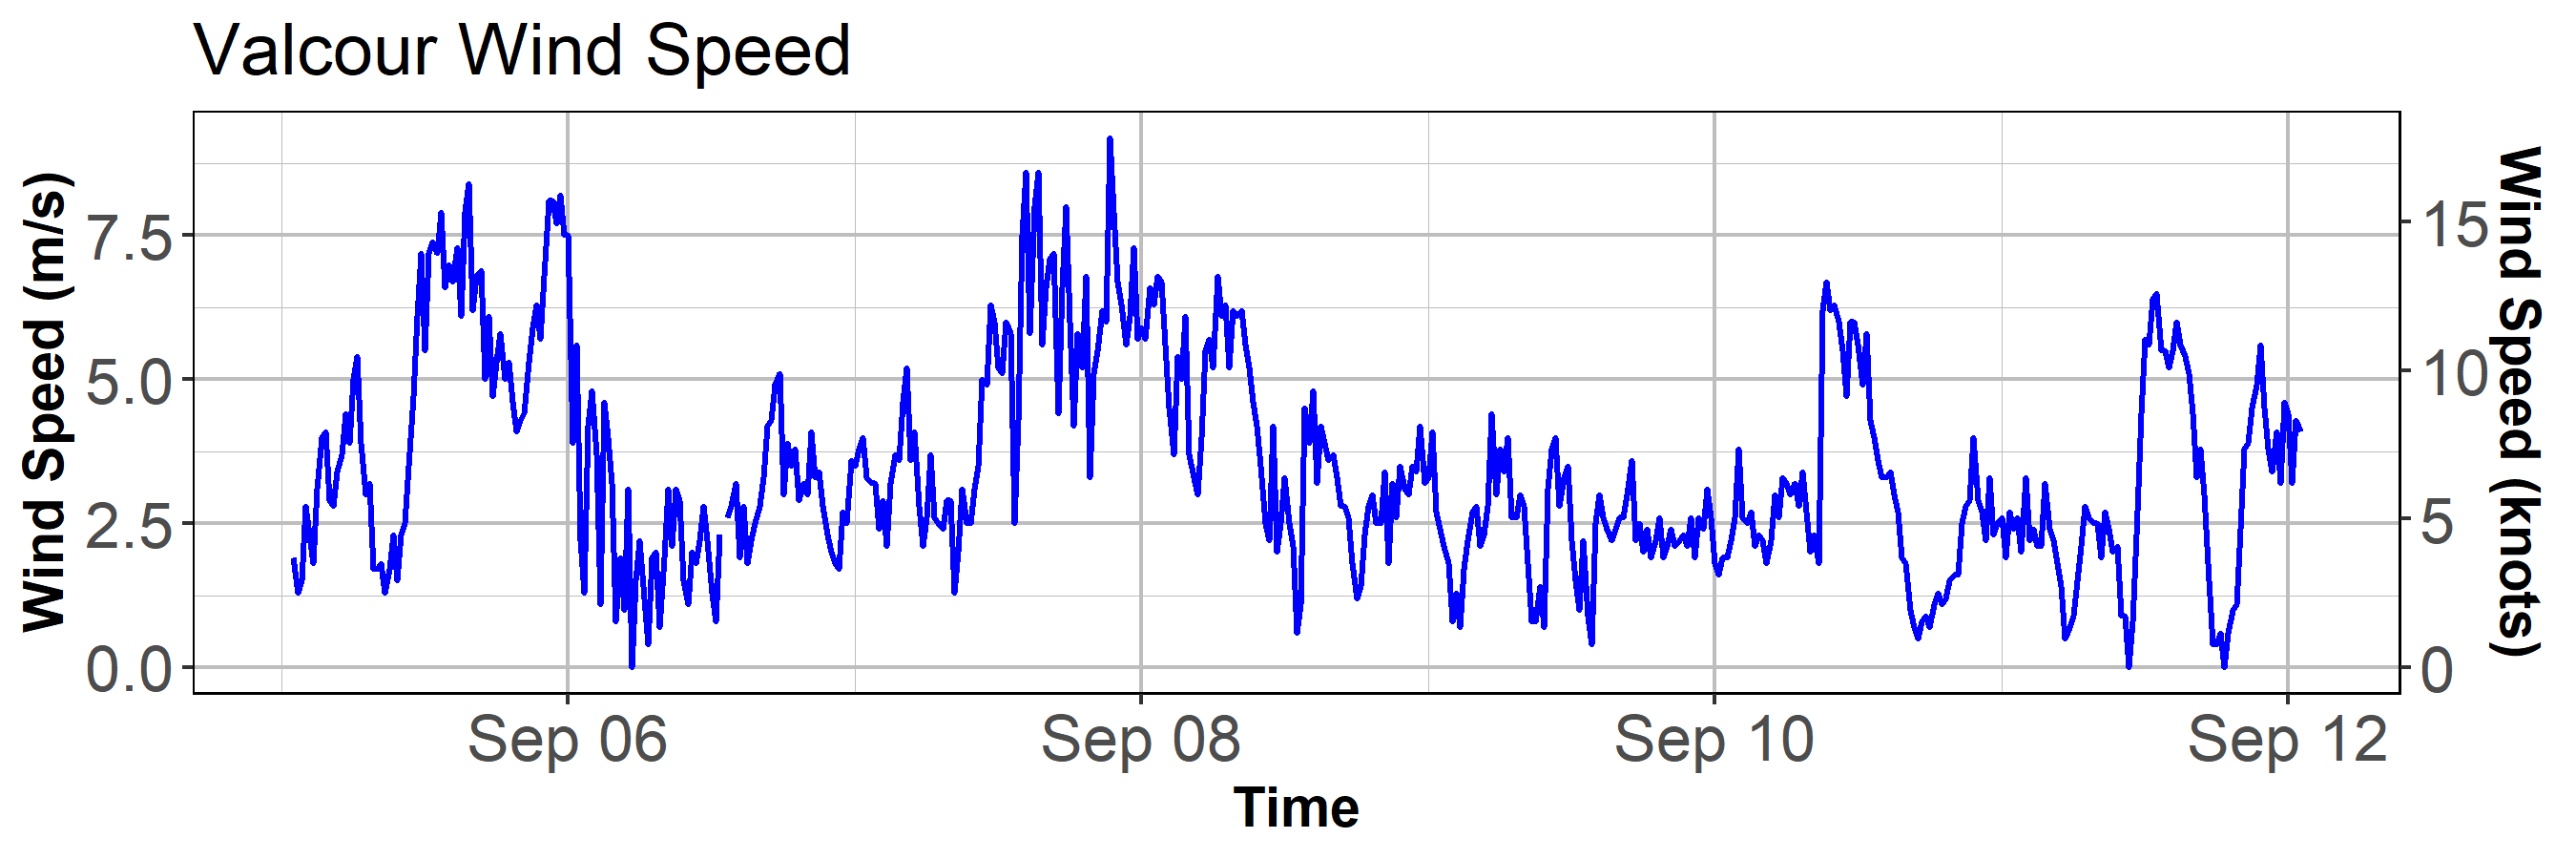 Valcour Wind Speed
Wind Speed (m/s)
7.5
5.0
2.5
0.0
15
10
5
0
Wind Speed (knots)
Sep 06
Sep 08
Sep 10
Sep 12
Time